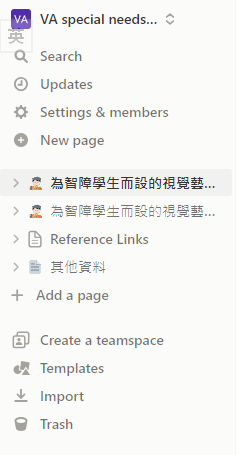 VA VA special needs...
英
Search
Updates
Settings & members
New page
為智障學生而設的視覺藝...
為智障學生而設的視覺藝...
Reference Links
其他資料
Add a page
Create a teamspace
Templates
Import
Trash